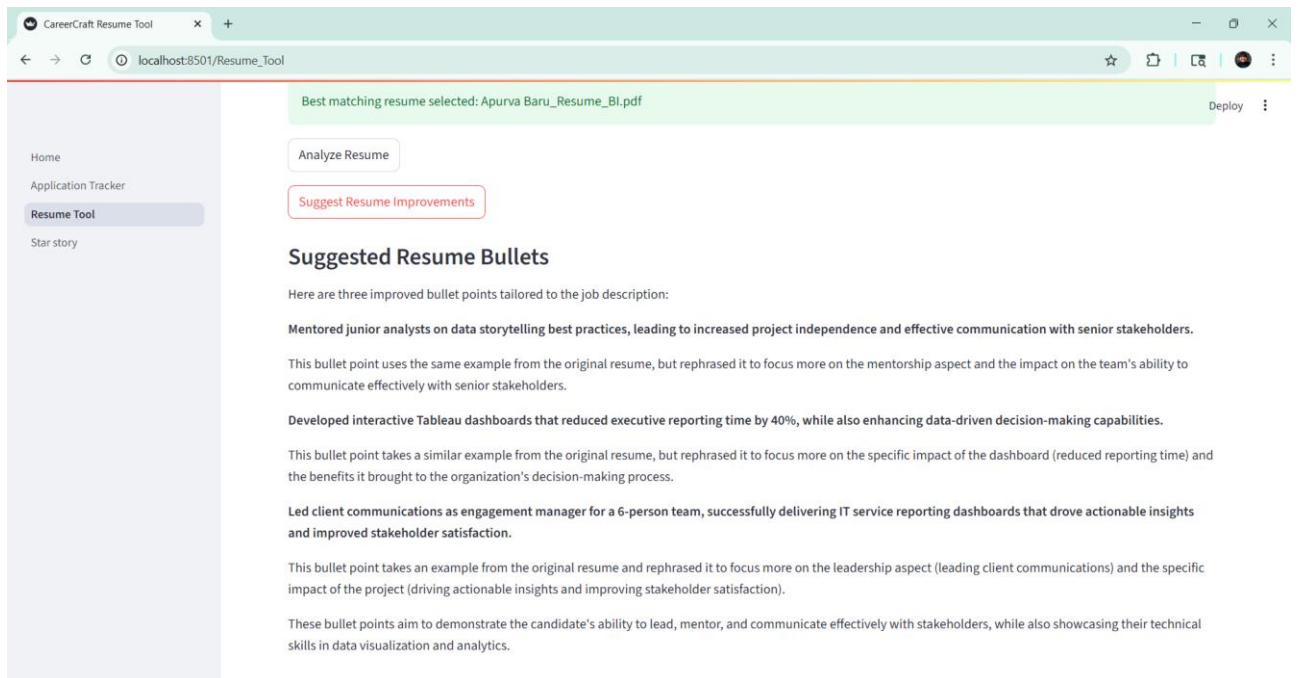 CareerCraft Resume Tool
localhost:8501/Resume_Tool
Best matching resume selected: Apurva Baru_Resume_BI.pdf
Deploy
Home
Application Tracker
Resume Tool
Star story
Analyze Resume
Suggest Resume Improvements
Suggested Resume Bullets
Here are three improved bullet points tailored to the job description:
Mentored junior analysts on data storytelling best practices, leading to increased project independence and effective communication with senior stakeholders.
This bullet point uses the same example from the original resume, but rephrased it to focus more on the mentorship aspect and the impact on the team's ability to
communicate effectively with senior stakeholders.
Developed interactive Tableau dashboards that reduced executive reporting time by 40%, while also enhancing data-driven decision-making capabilities.
This bullet point takes a similar example from the original resume, but rephrased it to focus more on the specific impact of the dashboard (reduced reporting time) and
the benefits it brought to the organization's decision-making process.
Led client communications as engagement manager for a 6-person team, successfully delivering IT service reporting dashboards that drove actionable insights
and improved stakeholder satisfaction.
This bullet point takes an example from the original resume and rephrased it to focus more on the leadership aspect (leading client communications) and the specific
impact of the project (driving actionable insights and improving stakeholder satisfaction).
These bullet points aim to demonstrate the candidate's ability to lead, mentor, and communicate effectively with stakeholders, while also showcasing their technical
skills in data visualization and analytics.